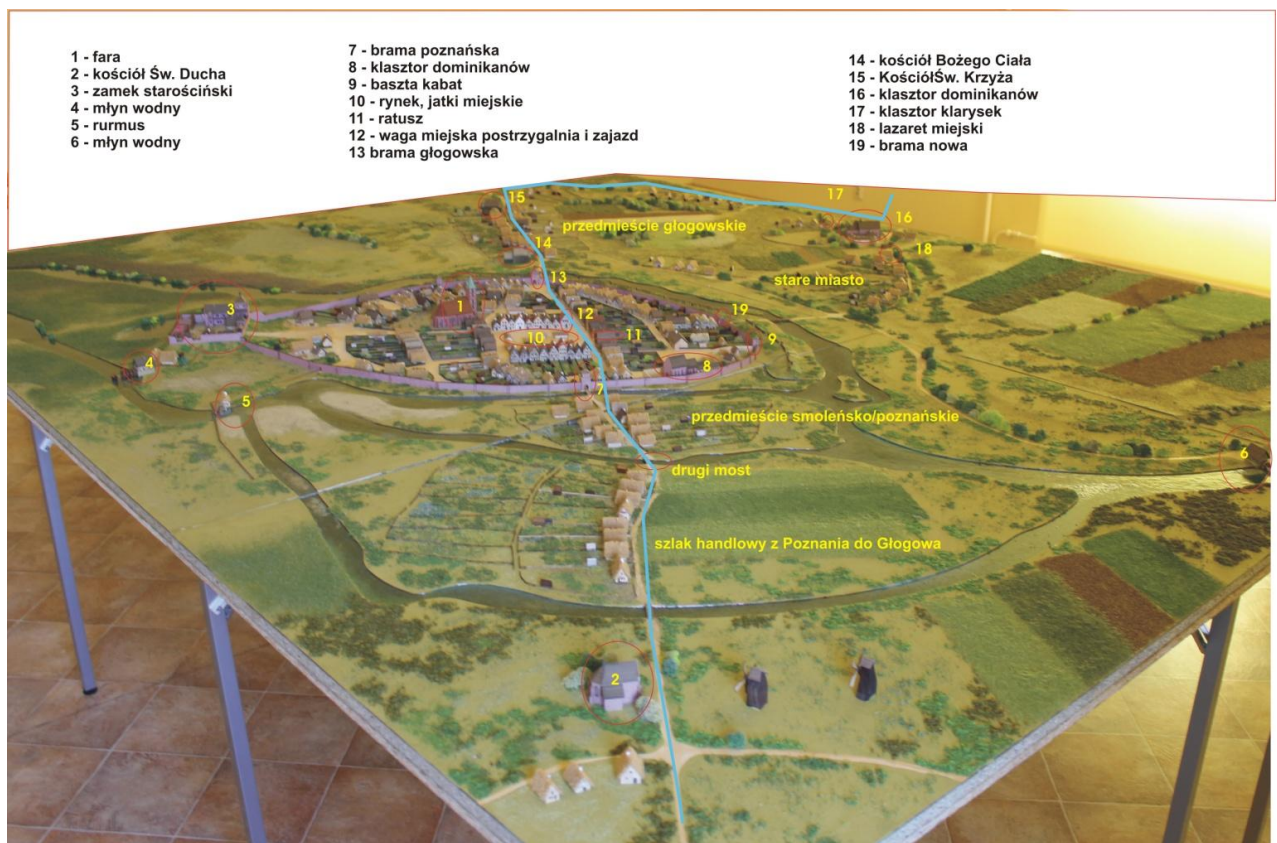 1 - fara
2 - kościół Św. Ducha
3 - zamek starościński
4 - młyn wodny
5 - rurmus
6 - młyn wodny
7 - brama poznańska
8 - klasztor dominikanów
9 - baszta kabat
10 - rynek, jatki miejskie
11 - ratusz
12 - waga miejska postrzygalnia i zajazd
13 brama głogowska
14 - kościół Bożego Ciała
15 - KościółŚw. Krzyża
16 - klasztor dominikanów
17 - klasztor klarysek
18 - lazaret miejski
19 - brama nowa
17
15
16
przedmieście głogowskie
14
18
13
stare miasto
3
1
12
19
10
11
9
4
8
7
5
przedmieście smoleńsko/poznańskie
6
drugi most
szlak handlowy z Poznania do Głogowa
2